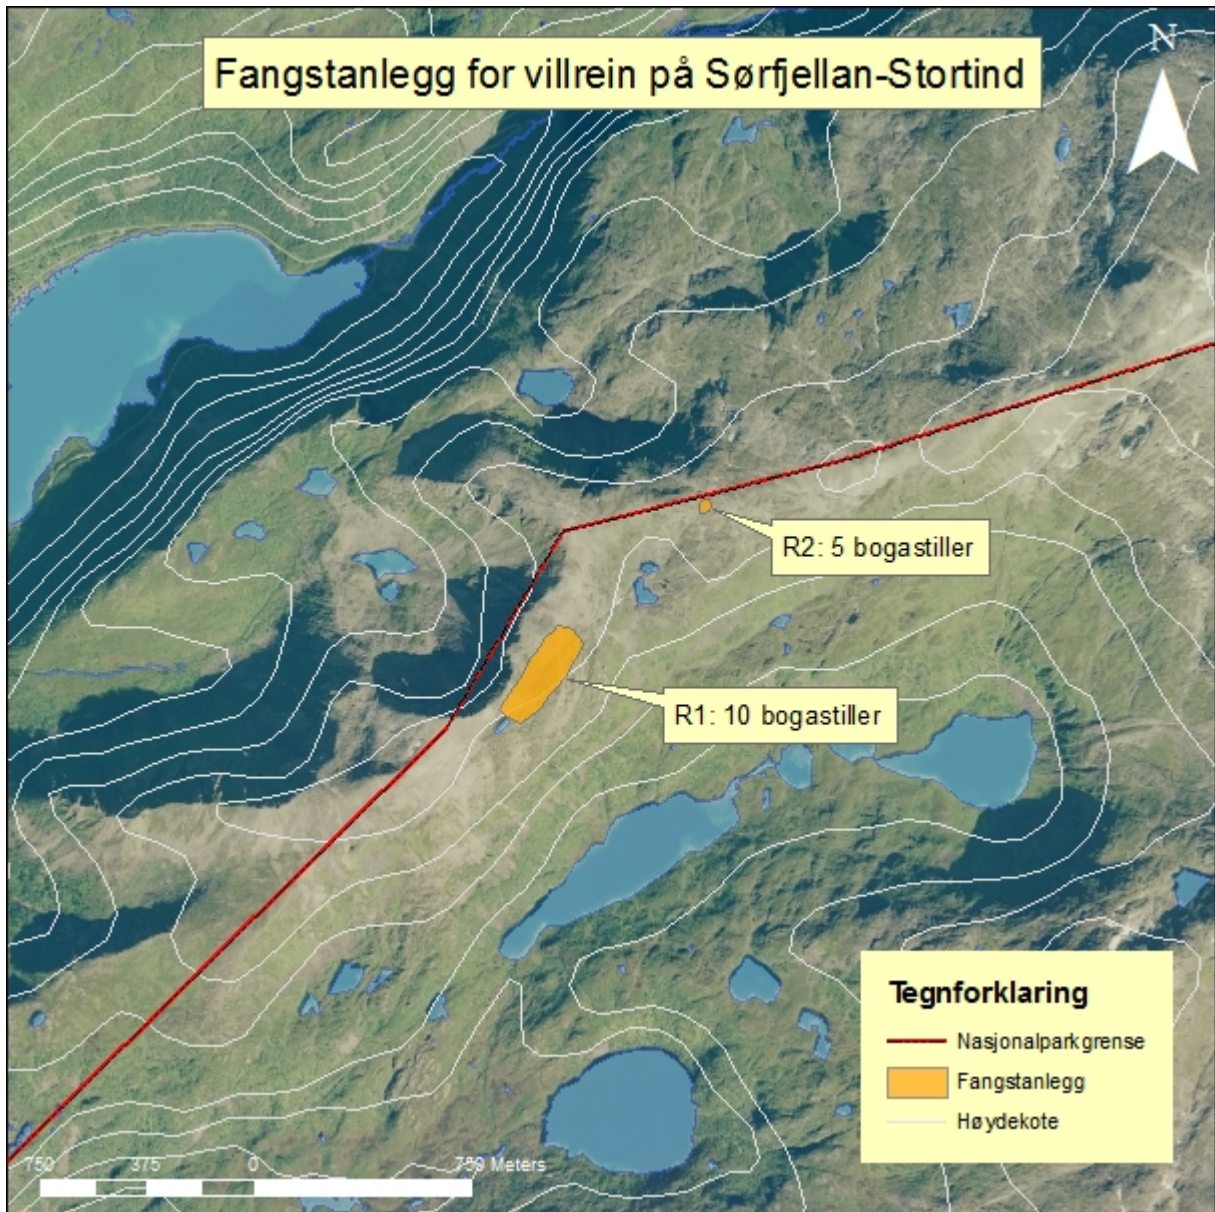 N
Fangstanlegg for villrein på Sørfjellan-Stortind
R2: 5 bogastiller
R1: 10 bogastiller
Tegnforklaring
Nasjonalparkgrense
Fangstanlegg
Høydekote
750 375 0 750 Meters